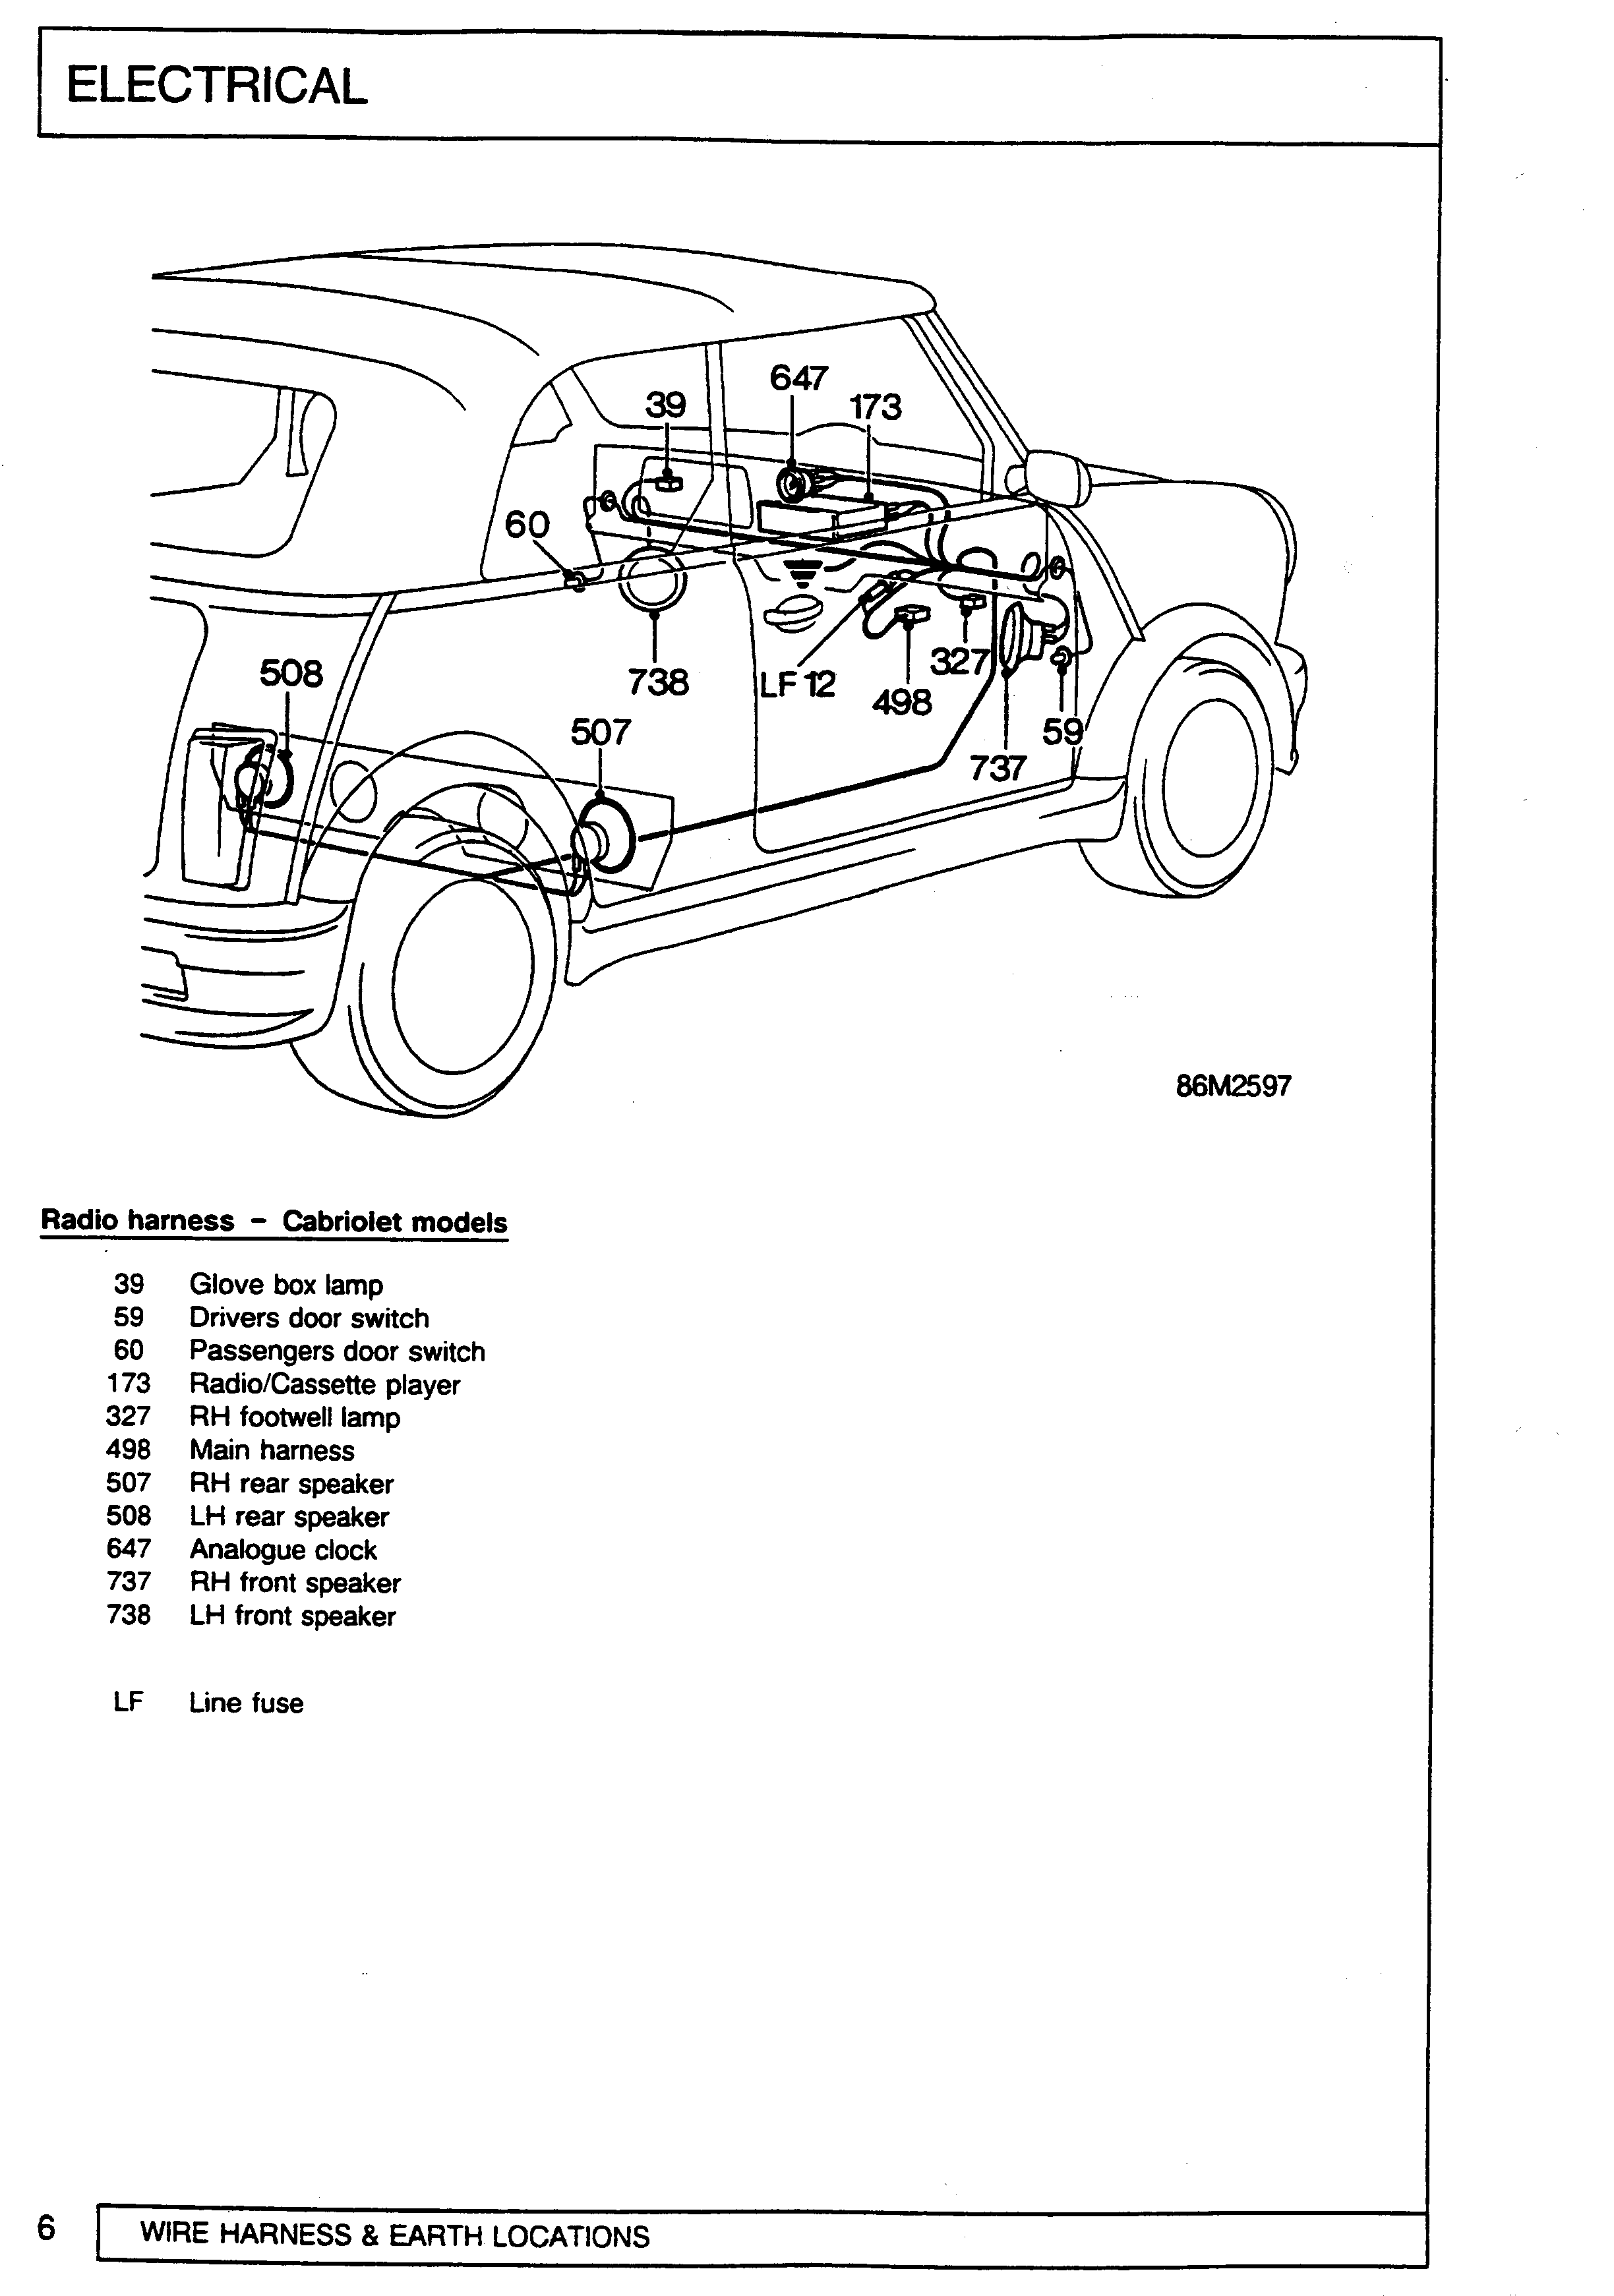 ELECTRICAL
647
39
173
60
508
738
LF 12
327
498
507
59
737
86M2597
Radio harness – Cabriolet models
39 Glove box lamp
59 Drivers door switch
60 Passengers door switch
173 Radio/Cassette player
327 RH footwell lamp
498 Main harness
507 RH rear speaker
508 LH rear speaker
647 Analogue clock
737 RH front speaker
738 LH front speaker
LF Line fuse
6 WIRE HARNESS & EARTH LOCATIONS